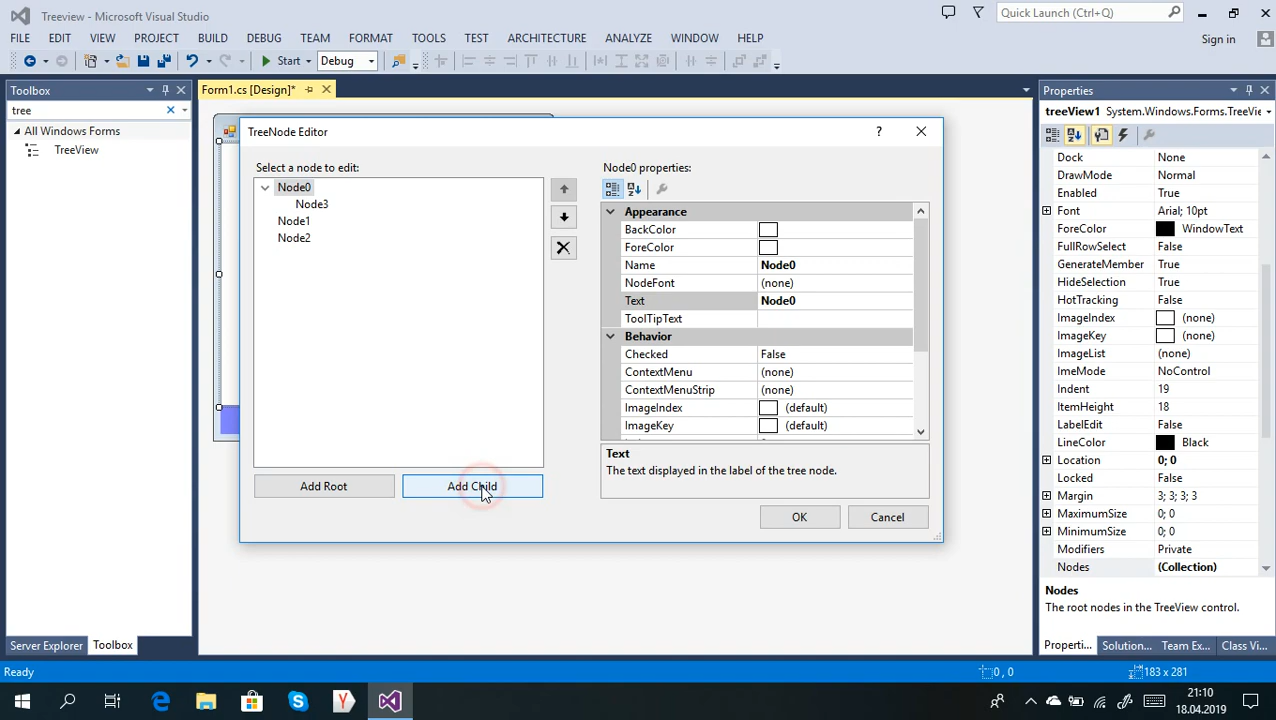 Treeview - Microsoft Visual Studio
Quick Launch (Ctrl+Q)
FILE EDIT VIEW PROJECT BUILD DEBUG TEAM FORMAT TOOLS TEST ARCHITECTURE ANALYZE WINDOW HELP
Sign in
Start Debug
Toolbox
tree
All Windows Forms
TreeView
Server Explorer Toolbox
Form1.cs [Design]*
TreeNode Editor
?
Select a node to edit:
Node0
Node3
Node1
Node2
Add Root Add Child
Node0 properties:
Appearance
BackColor
ForeColor
Name Node0
NodeFont (none)
Text Node0
ToolTipText
Behavior
Checked False
ContextMenu (none)
ContextMenuStrip (none)
ImageIndex (default)
ImageKey (default)
Text
The text displayed in the label of the tree node.
OK Cancel
Properties
treeView1 System.Windows.Forms.TreeVie
Dock None
DrawMode Normal
Enabled True
Font Arial; 10pt
ForeColor WindowText
FullRowSelect False
GenerateMember True
HideSelection True
HotTracking False
ImageIndex (none)
ImageKey (none)
ImageList (none)
ImeMode NoControl
Indent 19
ItemHeight 18
LabelEdit False
LineColor Black
Location 0; 0
Locked False
Margin 3; 3; 3; 3
MaximumSize 0; 0
MinimumSize 0; 0
Modifiers Private
Nodes (Collection)
Nodes
The root nodes in the TreeView control.
Properti... Solution... Team Ex... Class Vi...
Ready
0 , 0
183 x 281
21:10
18.04.2019